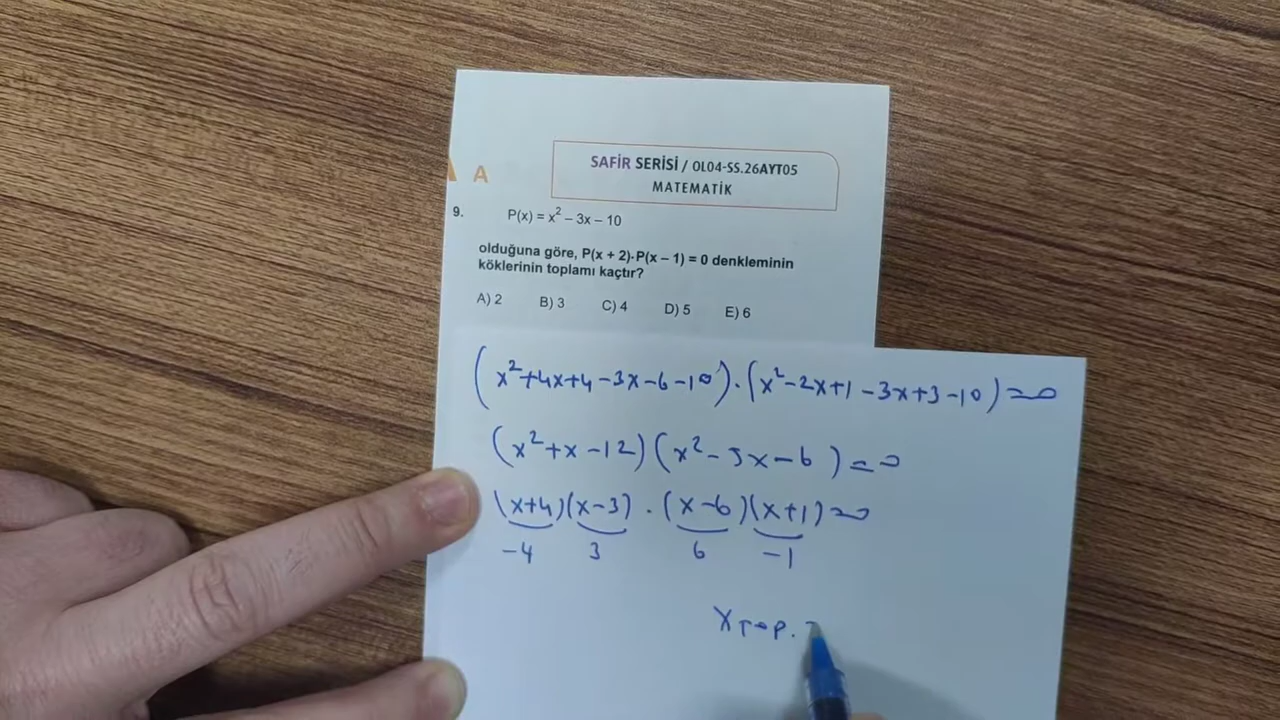 A
SAFİR SERİSİ / OL04-SS.26AYT05
MATEMATİK
9. P(x) = x² – 3x – 10
olduğuna göre, P(x + 2).P(x – 1) = 0 denkleminin
köklerinin toplamı kaçtır?
A) 2 B) 3 C) 4 D) 5 E) 6
(x²+4x+4-3x-6-10).(x²-2x+1-3x+3-10)=0
(x²+x-12)(x²-5x-6)=0
(x+4)(x-3).(x-6)(x+1)=0
-4 3 6 -1
x top.